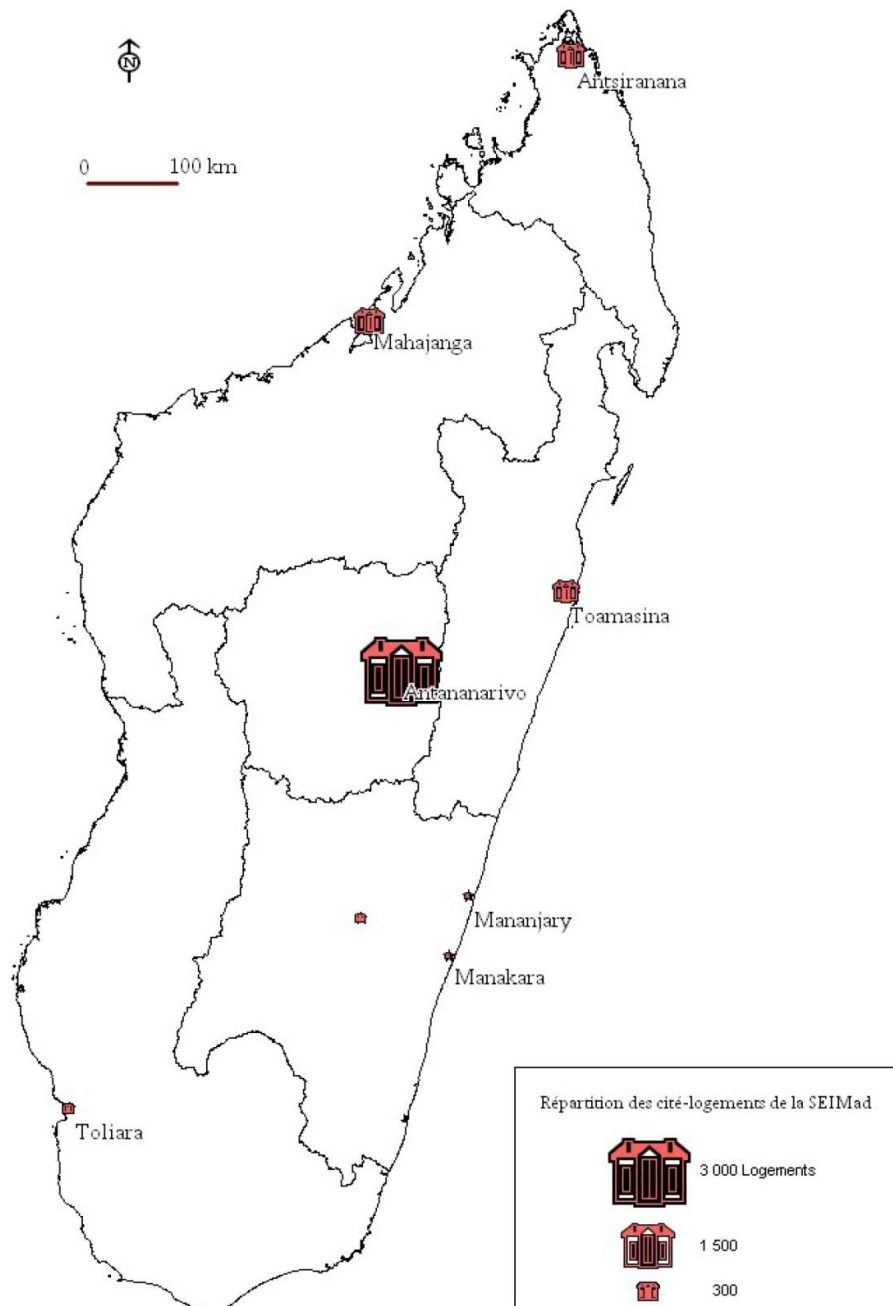 N
Antsiranana
0 100 km
Mahajanga
Toamasina
Antananarivo
Mananjary
Manakara
Toliara
Répartition des cité-logements de la SEIMad
3 000 Logements
1 500
300